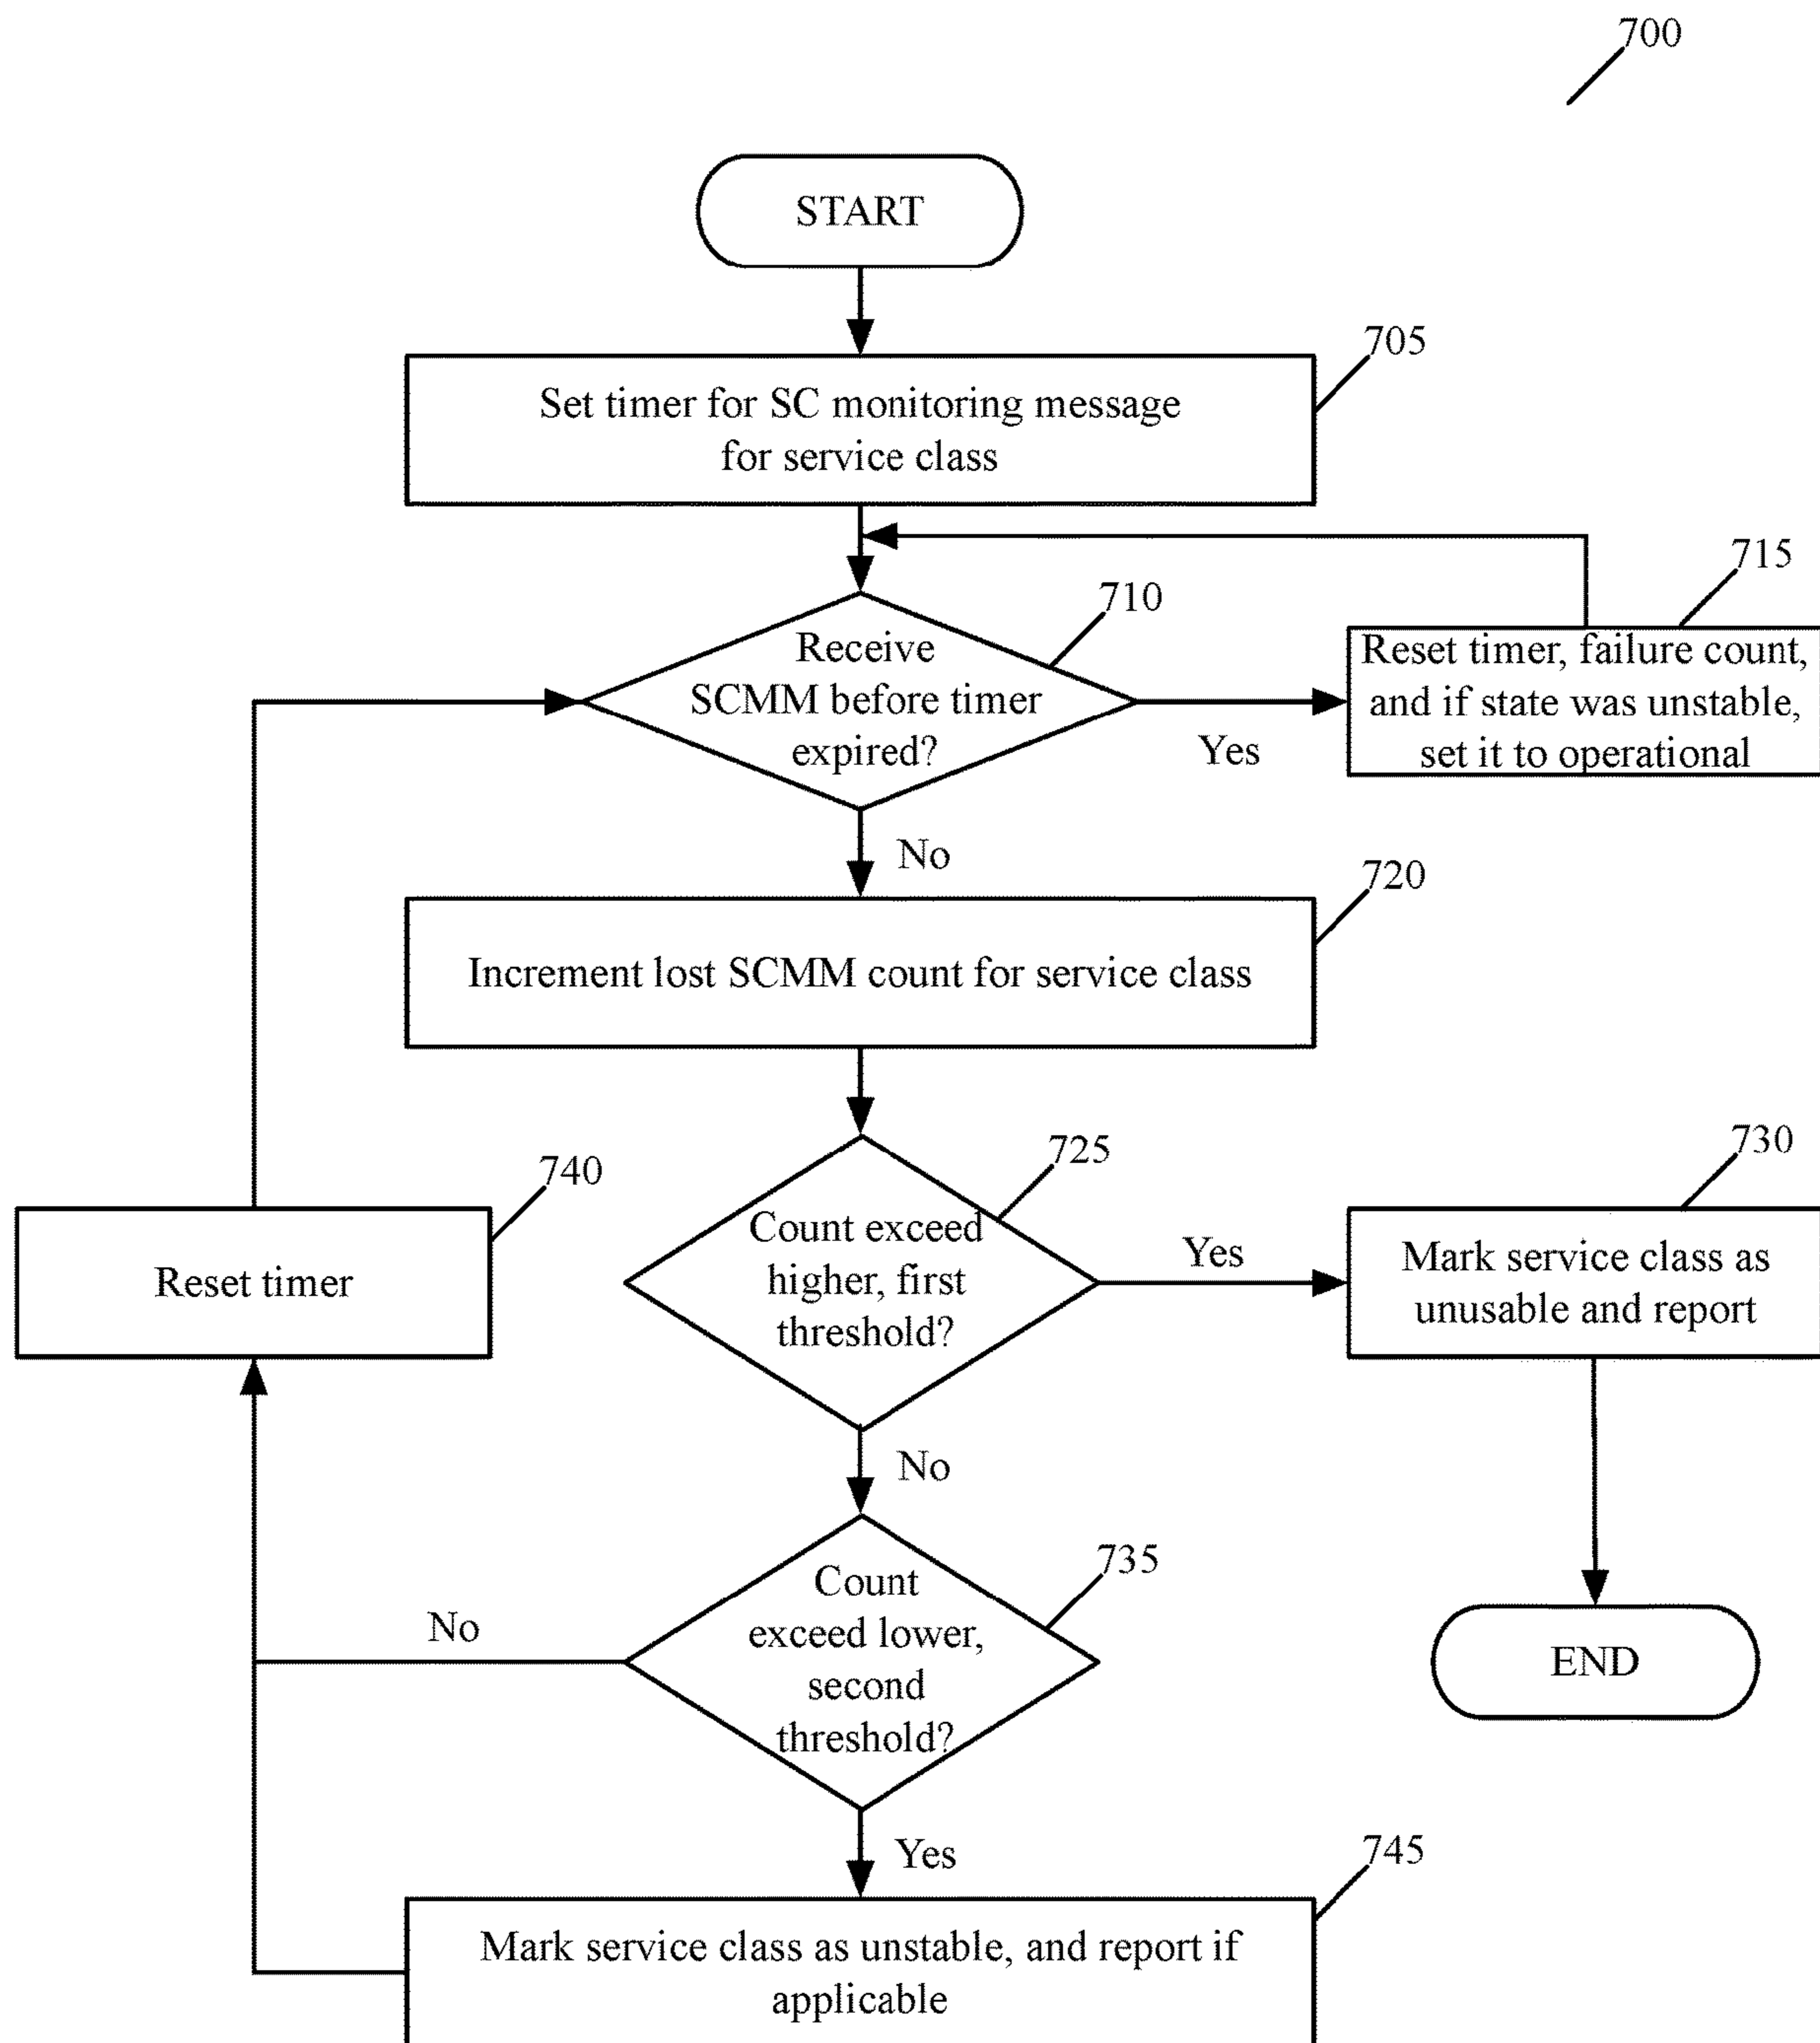 700
START
705
Set timer for SC monitoring message
for service class
715
710
Receive
SCMM before timer
expired?
Yes
Reset timer, failure count,
and if state was unstable,
set it to operational
No
720
Increment lost SCMM count for service class
725
730
740
Count exceed
higher, first
threshold?
Yes
Mark service class as
unusable and report
Reset timer
No
735
Count
exceed lower,
second
threshold?
No
END
Yes
745
Mark service class as unstable, and report if
applicable